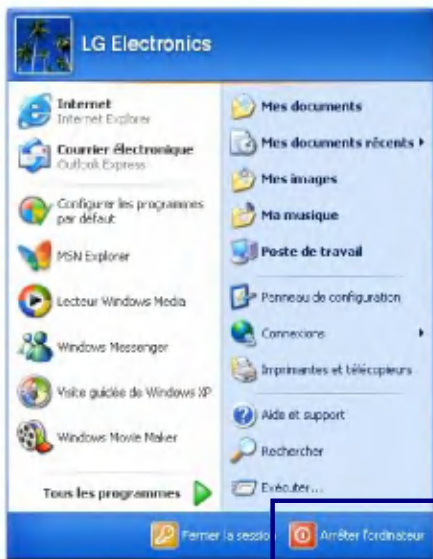 LG Electronics
Internet
Internet Explorer
Courrier électronique
Outlook Express
Configurer les programmes
par défaut
MSN Explorer
Lecteur Windows Media
Windows Messenger
Visite guidée de Windows XP
Windows Movie Maker
Tous les programmes
Mes documents
Mes documents récents
Mes images
Ma musique
Poste de travail
Panneau de configuration
Connexions
Imprimantes et télécopieurs
Aide et support
Rechercher
Exécuter...
Fermer la session
Arrêter l'ordinateur